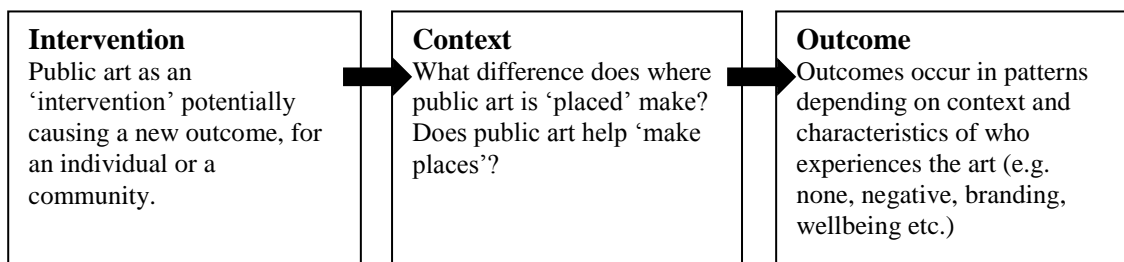 Intervention
Public art as an
‘intervention’ potentially
causing a new outcome, for
an individual or a
community.
Context
What difference does where
public art is ‘placed’ make?
Does public art help ‘make
places’?
Outcome
Outcomes occur in patterns
depending on context and
characteristics of who
experiences the art (e.g.
none, negative, branding,
wellbeing etc.)